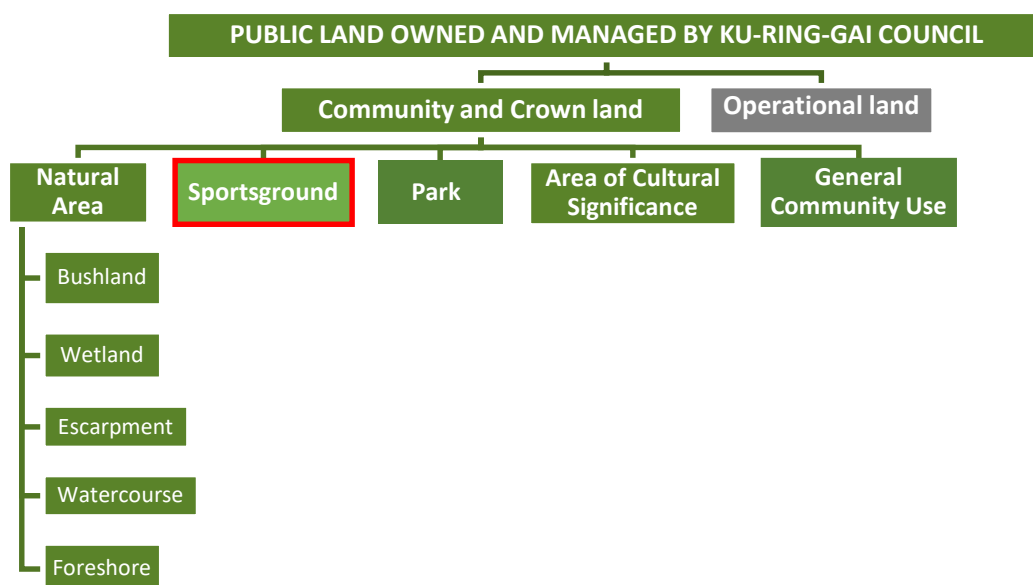 PUBLIC LAND OWNED AND MANAGED BY KU-RING-GAI COUNCIL
Community and Crown land
Operational land
Natural
Area
Sportsground
Park
Area of Cultural
Significance
General
Community Use
Bushland
Wetland
Escarpment
Watercourse
Foreshore